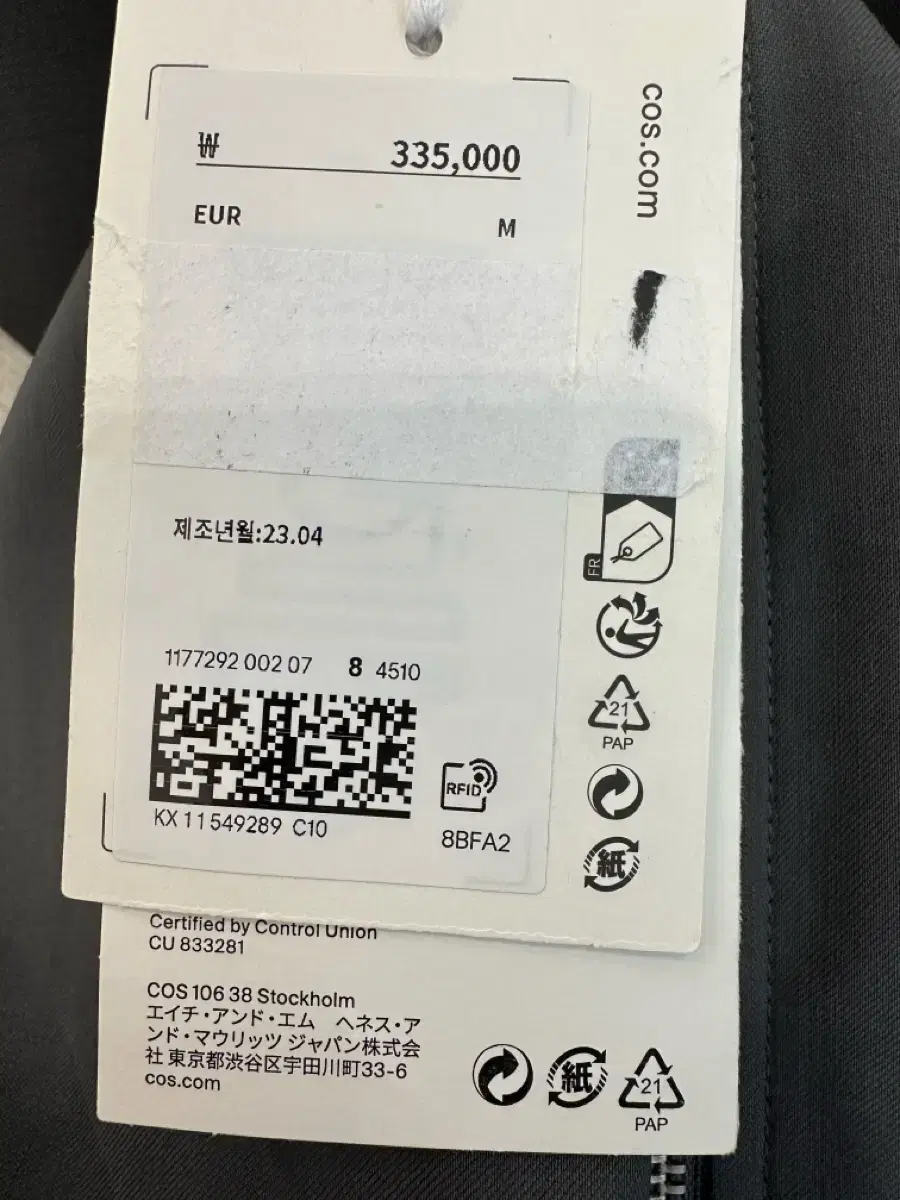 cos.com
₩ 335,000
EUR M
제조년월:23.04
FR
1177292 002 07 8 4510
RFID
KX 11549289 C10
8BFA2
21
PAP
紙
Certified by Control Union
CU 833281
COS 106 38 Stockholm
エイチ・アンド・エム ヘネス・ア
ンド・マウリッツ ジャパン株式会
社 東京都渋谷区宇田川町33-6
cos.com
紙
21
PAP